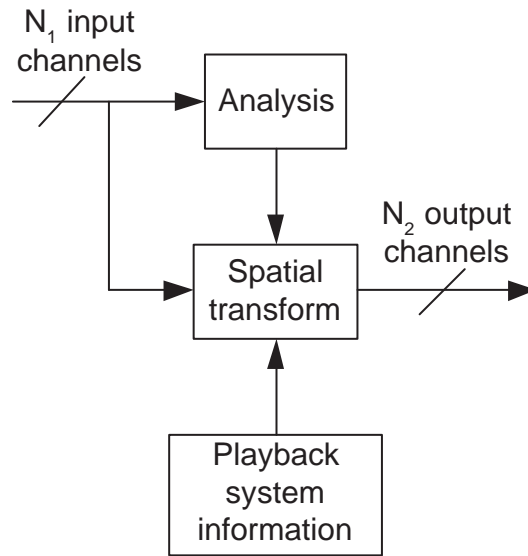 N₁ input
channels
Analysis
N₂ output
channels
Spatial
transform
Playback
system
information